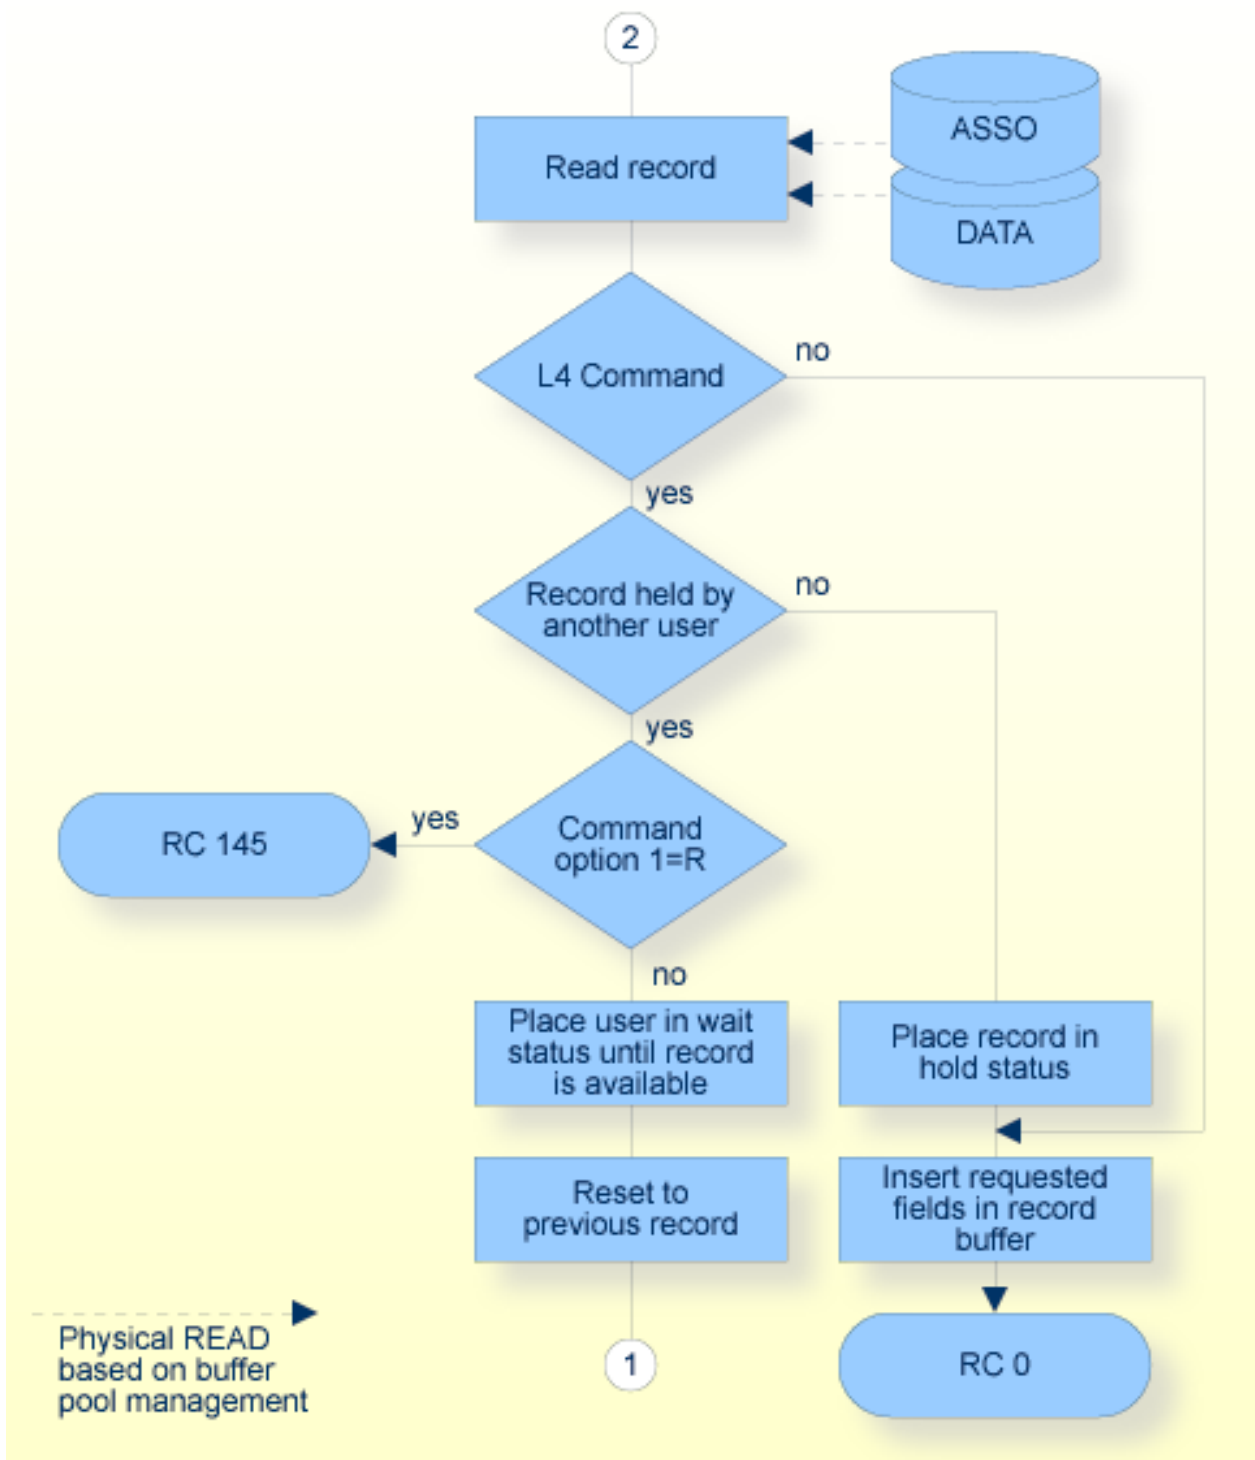 2
Read record
ASSO
DATA
L4 Command
no
yes
Record held by
another user
no
yes
Command
option 1=R
yes
RC 145
no
Place user in wait
status until record
is available
Place record in
hold status
Reset to
previous record
Insert requested
fields in record
buffer
Physical READ
based on buffer
pool management
1
RC 0